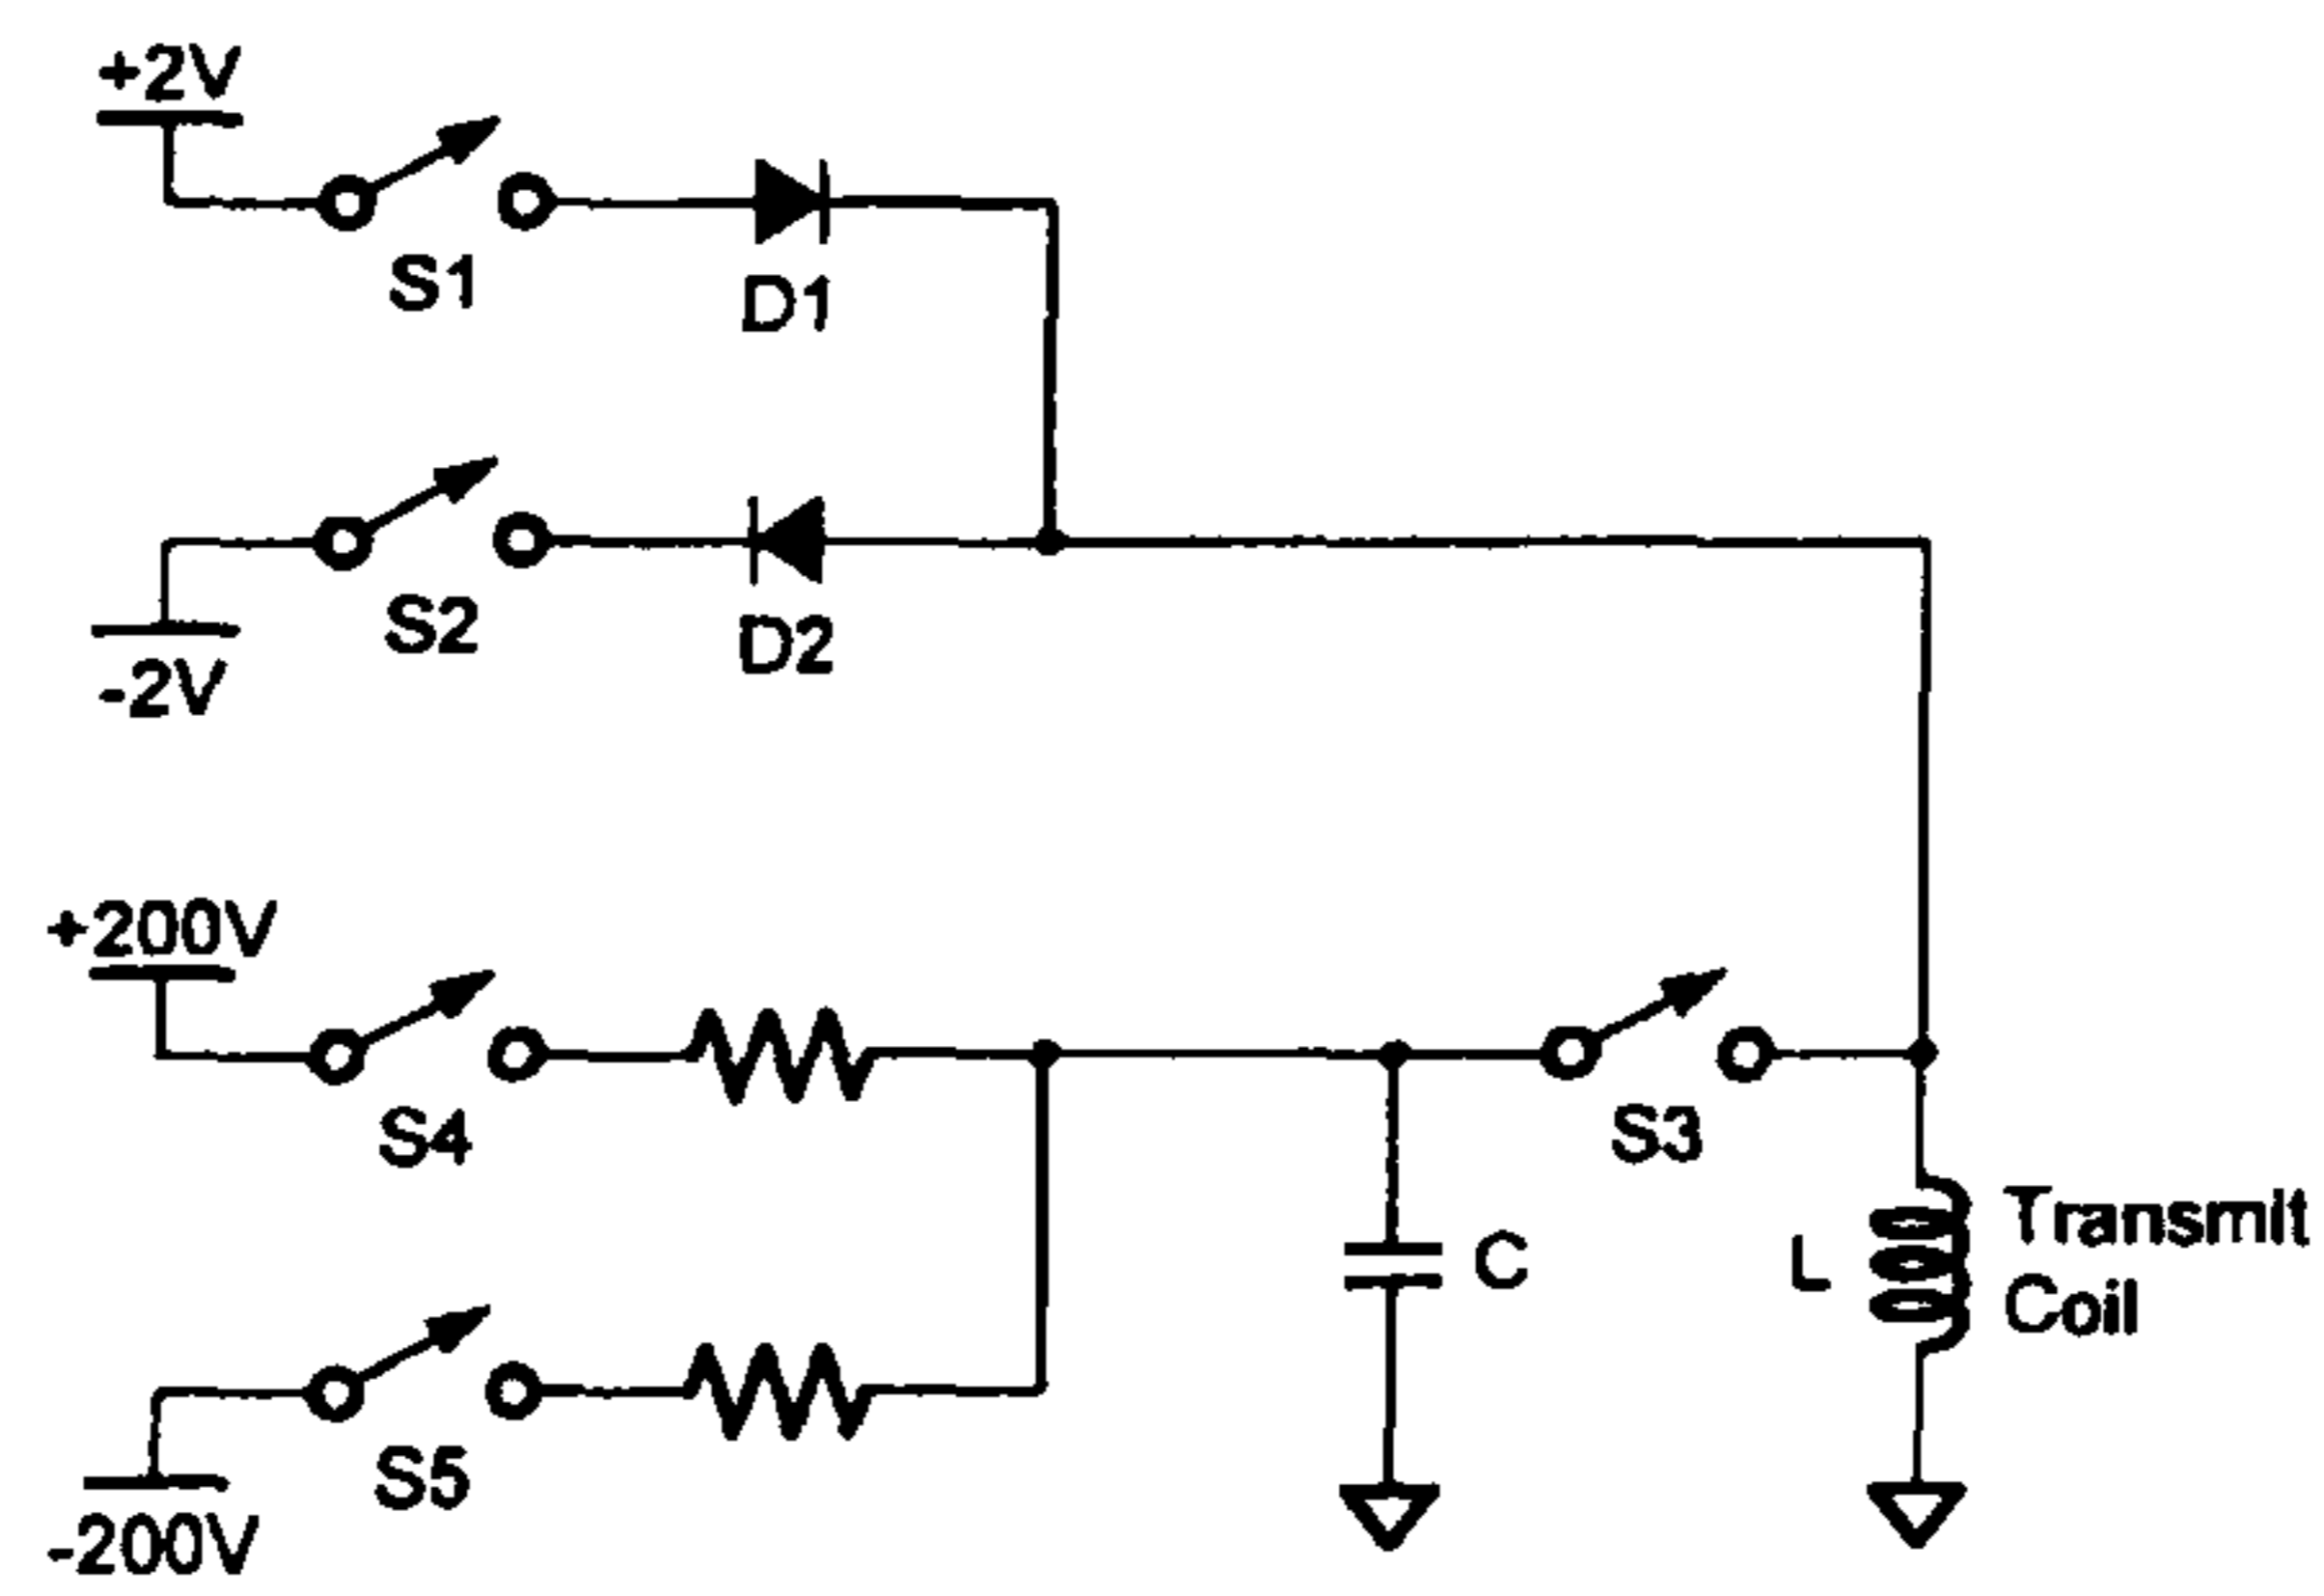 +2V
S1
D1
S2
D2
-2V
+200V
S4
S3
C
L
Transmit
Coil
S5
-200V